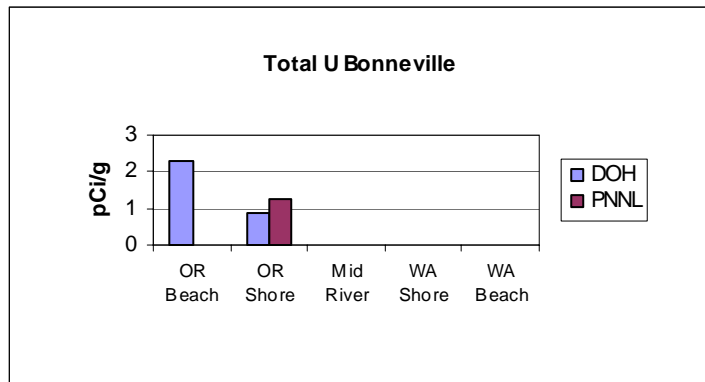 Total U Bonneville
pCi/g
3
2
1
0
OR Beach
OR Shore
Mid River
WA Shore
WA Beach
DOH
PNNL